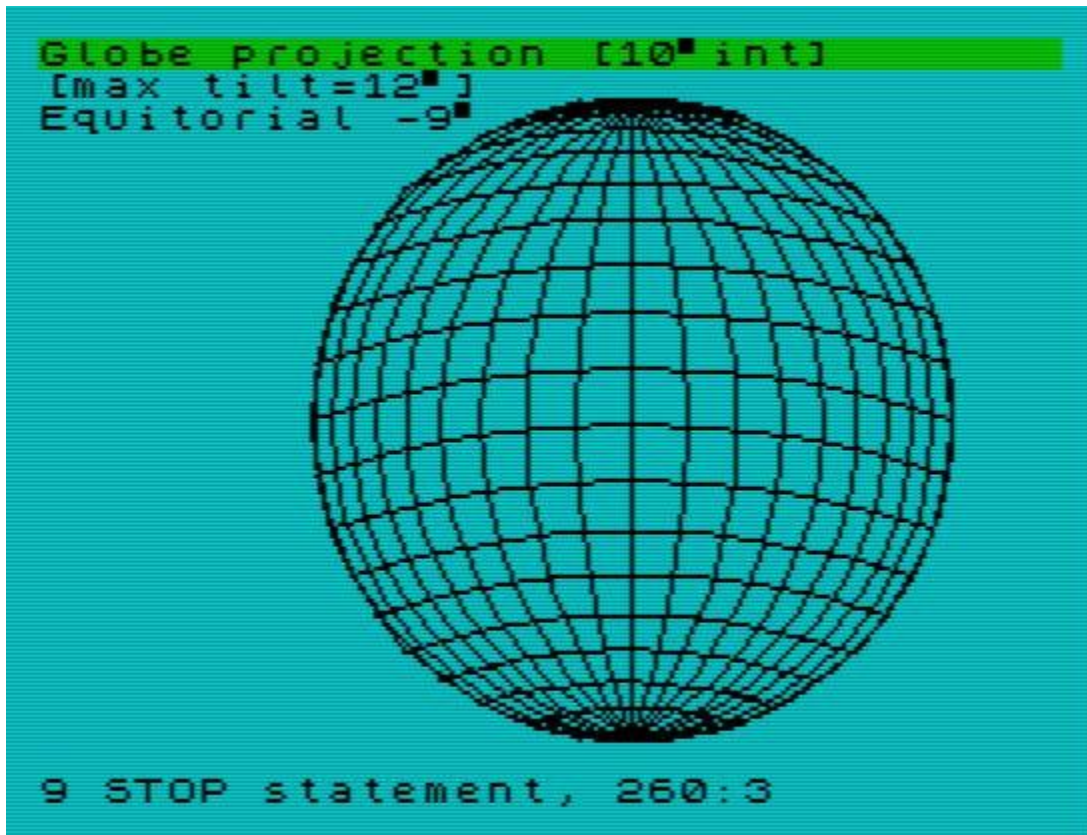 Globe projection [10▪int]
[max tilt=12▪]
Equitorial -9▪
9 STOP statement, 260:3